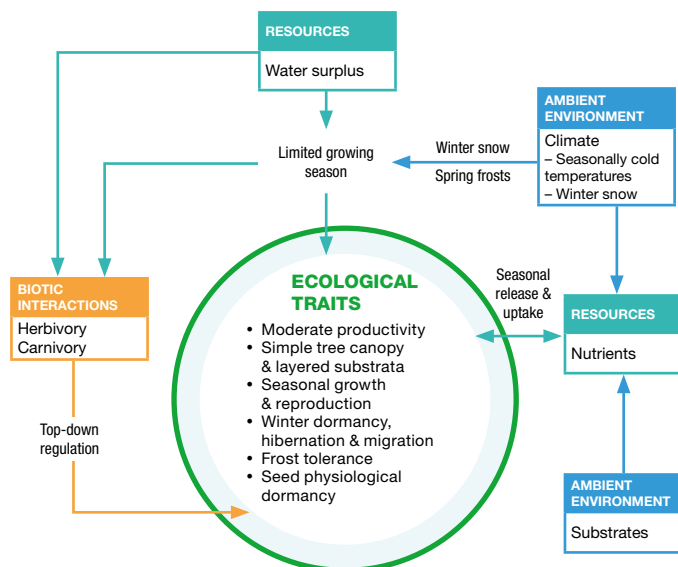 RESOURCES
Water surplus
Limited growing
season
Winter snow
Spring frosts
AMBIENT
ENVIRONMENT
Climate
– Seasonally cold
temperatures
– Winter snow
BIOTIC
INTERACTIONS
Herbivory
Carnivory
Top-down
regulation
ECOLOGICAL
TRAITS
• Moderate productivity
• Simple tree canopy
& layered substrata
• Seasonal growth
& reproduction
• Winter dormancy,
hibernation & migration
• Frost tolerance
• Seed physiological
dormancy
Seasonal
release &
uptake
RESOURCES
Nutrients
AMBIENT
ENVIRONMENT
Substrates